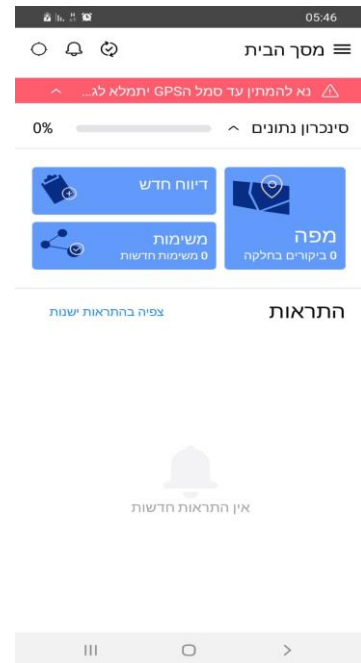 05:46
מסך הבית
נא להמתין עד סמל הGPS יתמלא לג...
סינכרון נתונים
0%
מפה
0 ביקורים בחלקה
דיווח חדש
משימות
0 משימות חדשות
התראות
צפיה בהתראות ישנות
אין התראות חדשות